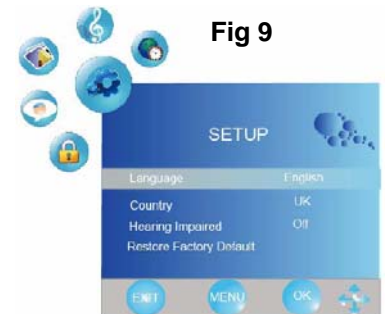 Fig 9
SETUP
Language English
Country UK
Hearing Impaired Off
Restore Factory Default
EXIT MENU OK